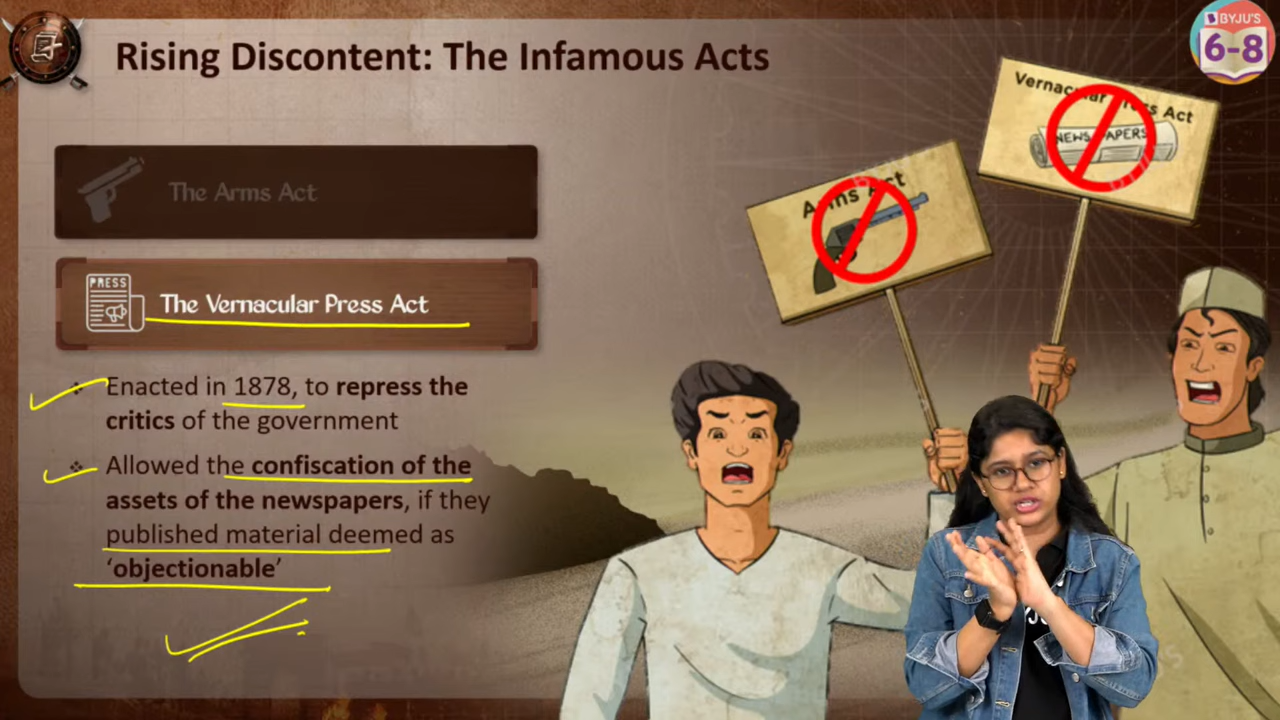 Rising Discontent: The Infamous Acts
BYJU'S
6-8
The Arms Act
PRESS
The Vernacular Press Act
Enacted in 1878, to repress the
critics of the government
Allowed the confiscation of the
assets of the newspapers, if they
published material deemed as
‘objectionable’
Arms Act
Vernacular Press Act
NEWSPAPERS